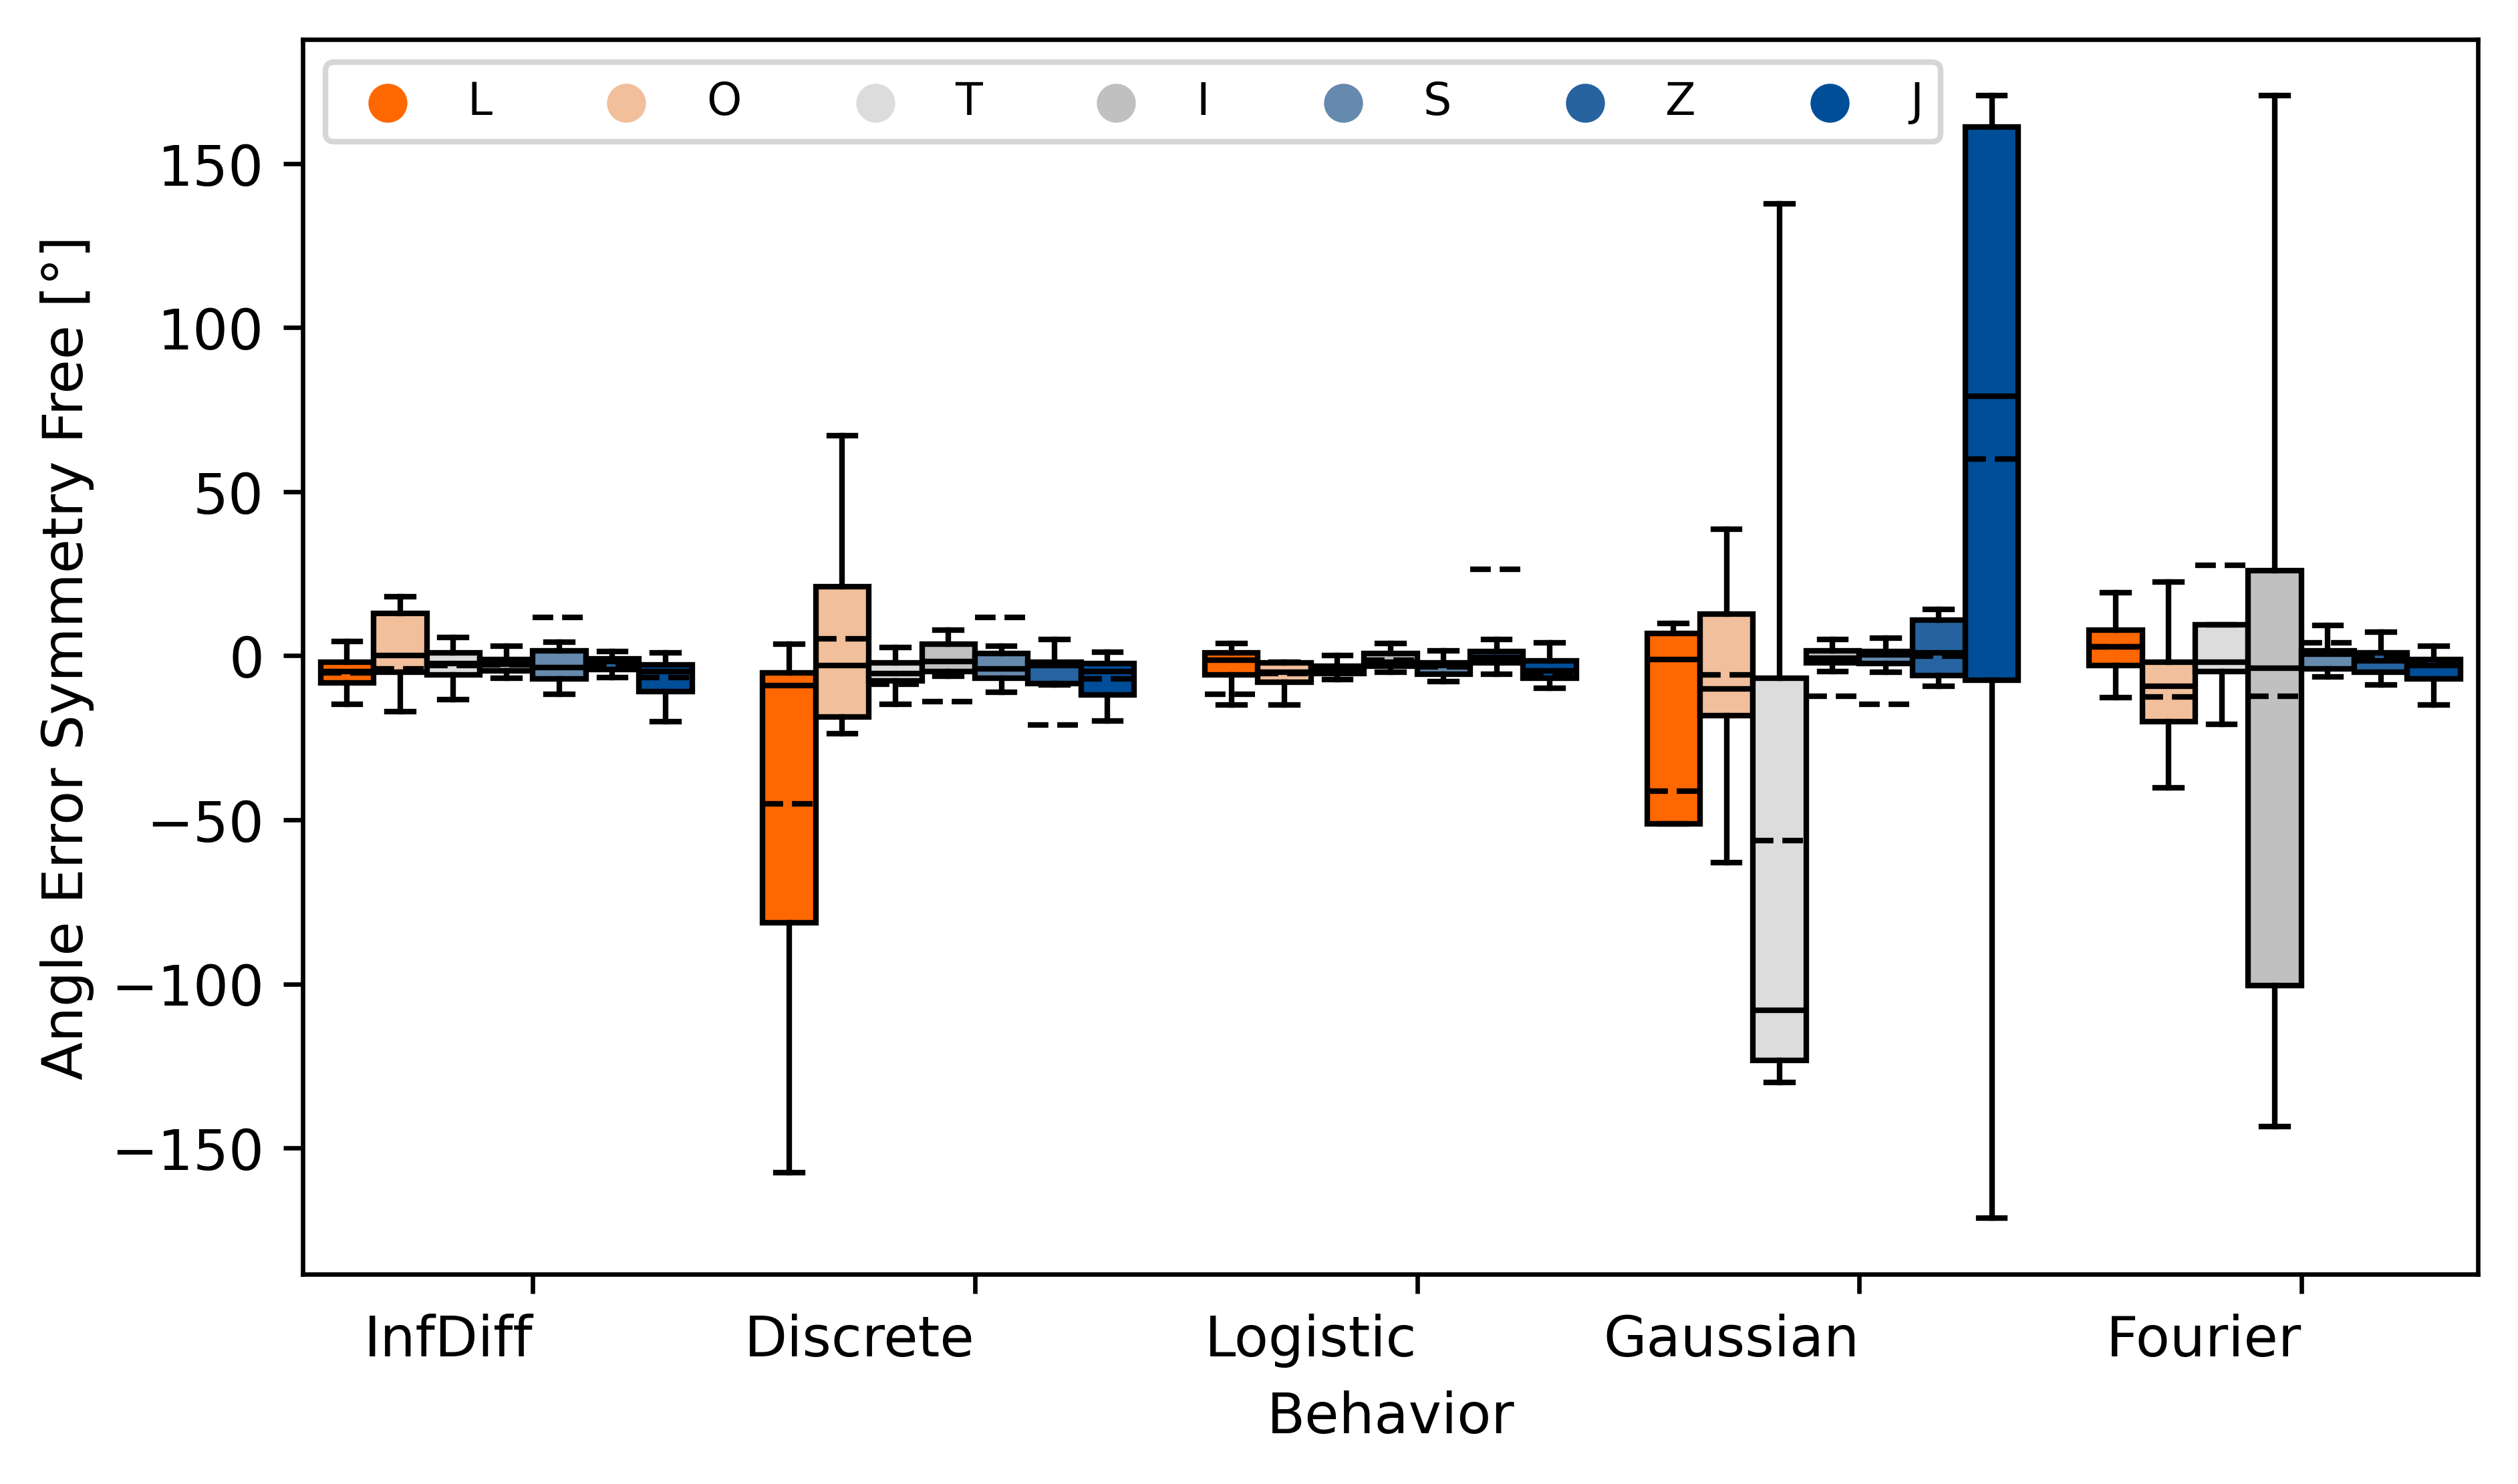 L O T I S Z J
150
100
50
0
−50
−100
−150
Angle Error Symmetry Free [°]
InfDiff Discrete Logistic Gaussian Fourier
Behavior